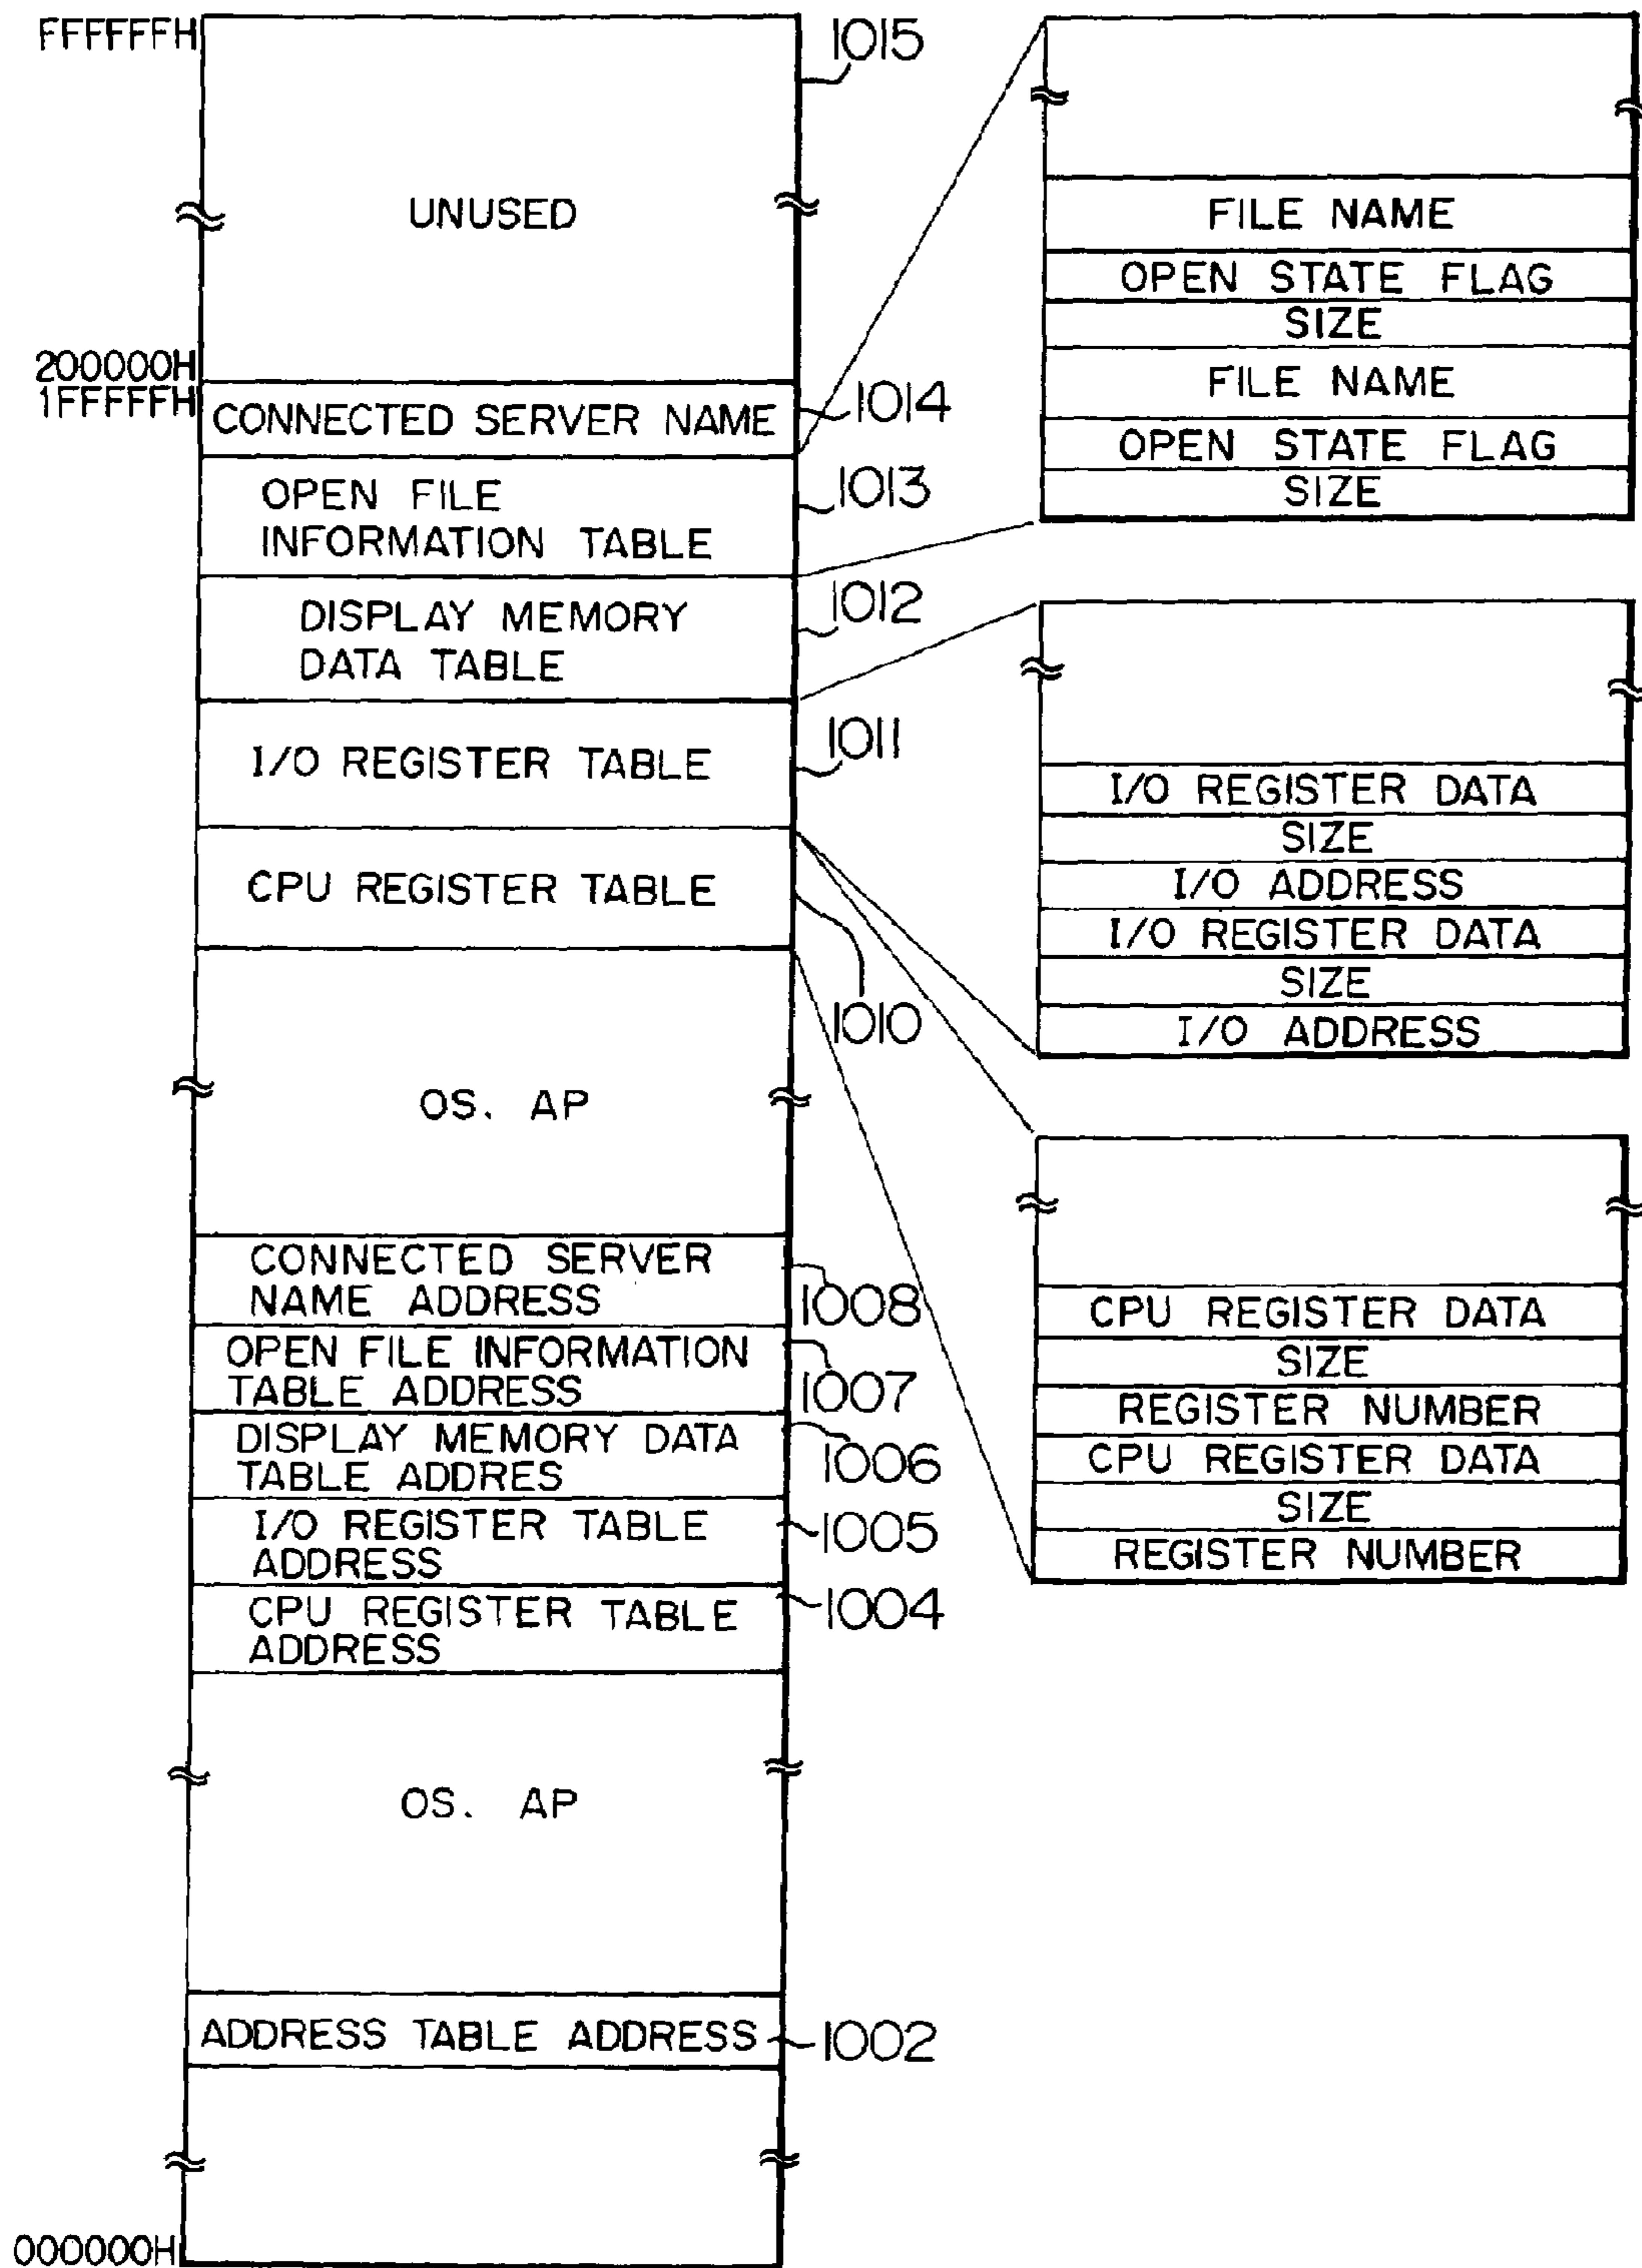 FFFFFFH
1015
UNUSED
200000H
1FFFFFH
CONNECTED SERVER NAME
1014
OPEN FILE
INFORMATION TABLE
1013
DISPLAY MEMORY
DATA TABLE
1012
I/O REGISTER TABLE
1011
CPU REGISTER TABLE
1010
OS. AP
CONNECTED SERVER
NAME ADDRESS
1008
OPEN FILE INFORMATION
TABLE ADDRESS
1007
DISPLAY MEMORY DATA
TABLE ADDRES
1006
I/O REGISTER TABLE
ADDRESS
1005
CPU REGISTER TABLE
ADDRESS
1004
OS. AP
ADDRESS TABLE ADDRESS
1002
000000H
FILE NAME
OPEN STATE FLAG
SIZE
FILE NAME
OPEN STATE FLAG
SIZE
I/O REGISTER DATA
SIZE
I/O ADDRESS
I/O REGISTER DATA
SIZE
I/O ADDRESS
CPU REGISTER DATA
SIZE
REGISTER NUMBER
CPU REGISTER DATA
SIZE
REGISTER NUMBER